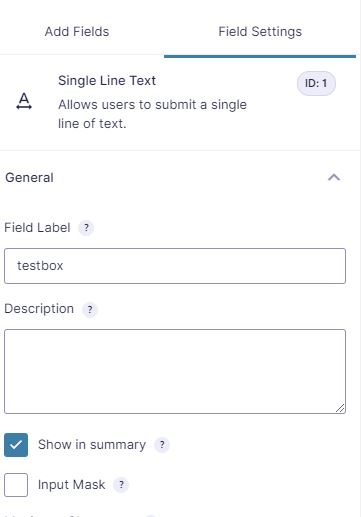 Add Fields
Field Settings
Single Line Text
ID: 1
Allows users to submit a single
line of text.
General
Field Label ?
testbox
Description ?
Show in summary ?
Input Mask ?